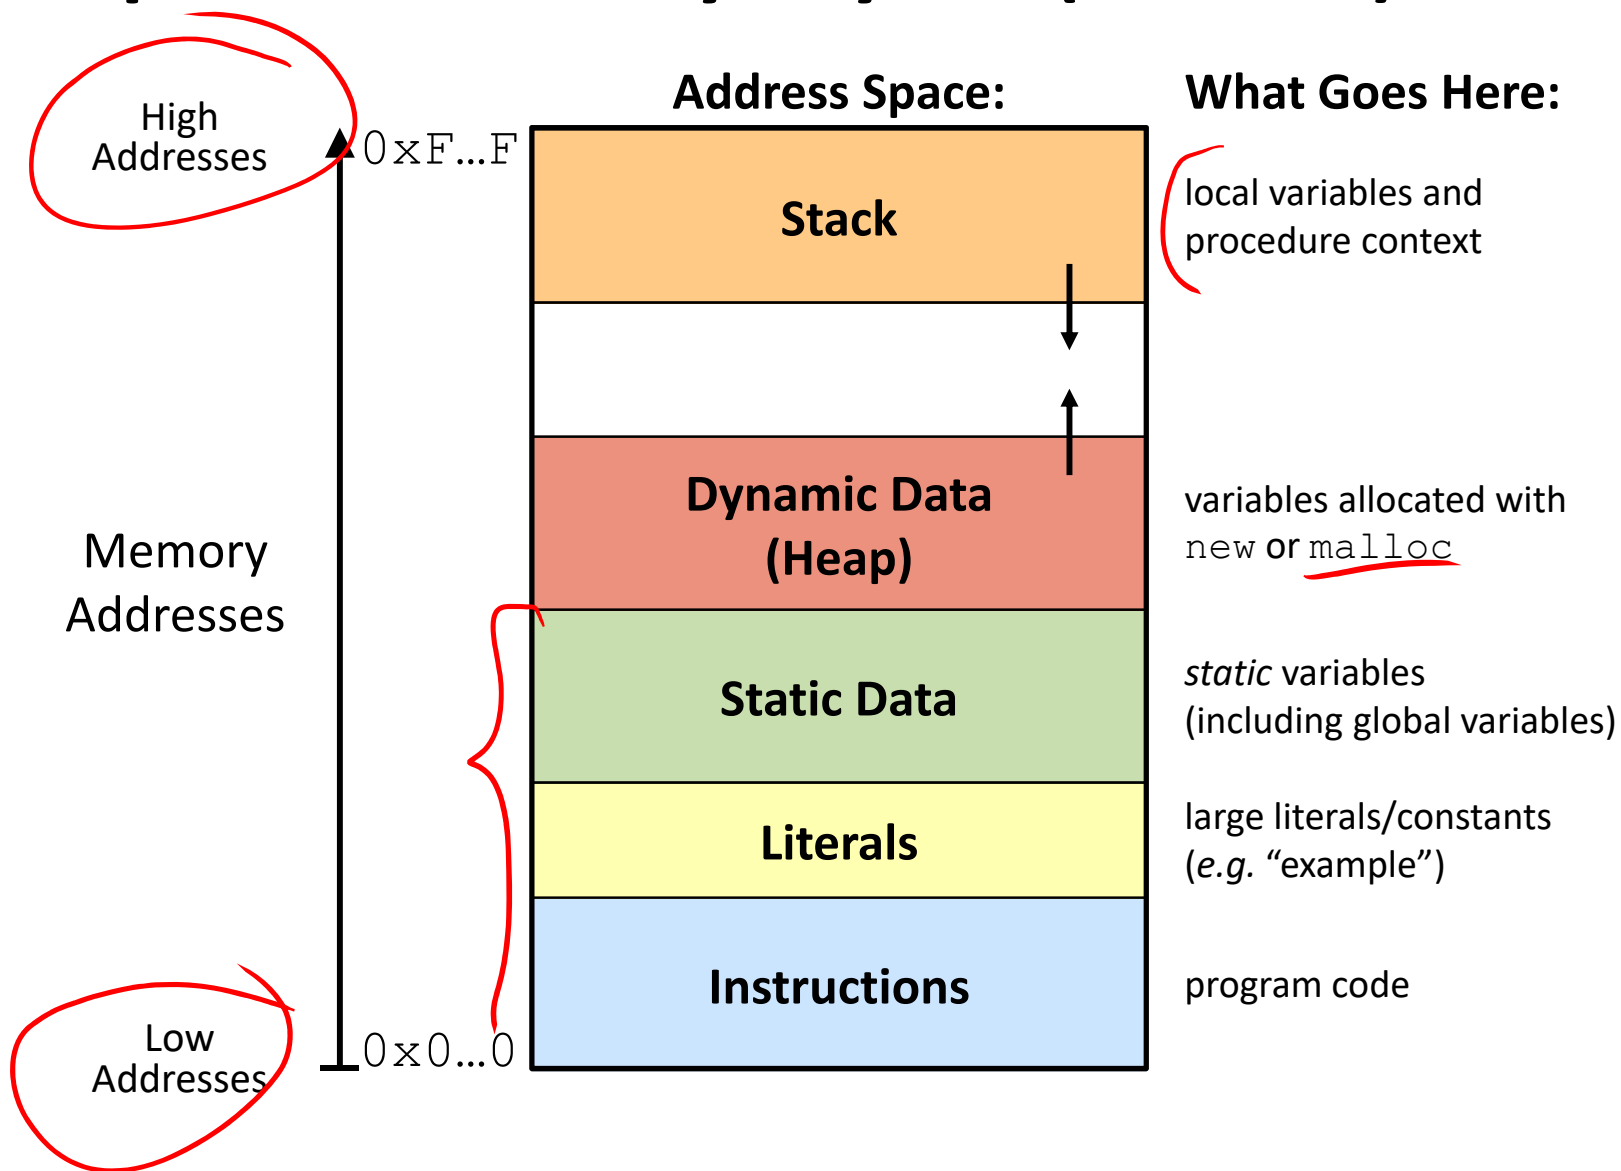 Address Space:
What Goes Here:
High
Addresses
0xF…F
Stack
local variables and
procedure context
Memory
Addresses
Dynamic Data
(Heap)
variables allocated with
new or malloc
Static Data
static variables
(including global variables)
Literals
large literals/constants
(e.g. “example”)
Instructions
program code
Low
Addresses
0x0…0